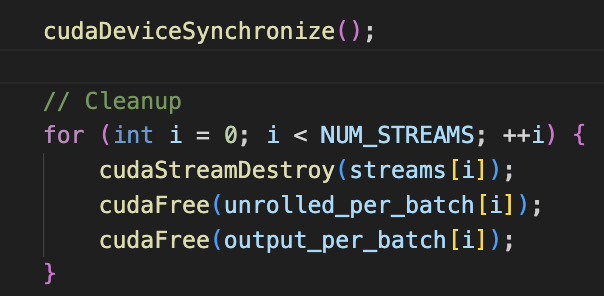 cudaDeviceSynchronize();
// Cleanup
for (int i = 0; i < NUM_STREAMS; ++i) {
cudaStreamDestroy(streams[i]);
cudaFree(unrolled_per_batch[i]);
cudaFree(output_per_batch[i]);
}